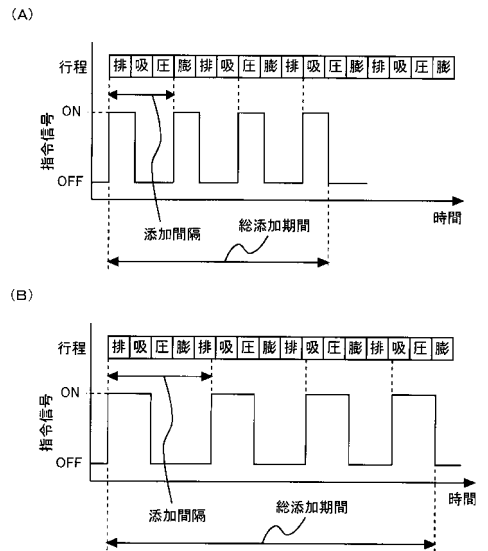 (A)
行程 排 吸 圧 膨 排 吸 圧 膨 排 吸 圧 膨 排 吸 圧 膨
ON
指令信号
OFF
時間
添加間隔
総添加期間
(B)
行程 排 吸 圧 膨 排 吸 圧 膨 排 吸 圧 膨 排 吸 圧 膨
ON
指令信号
OFF
時間
添加間隔
総添加期間